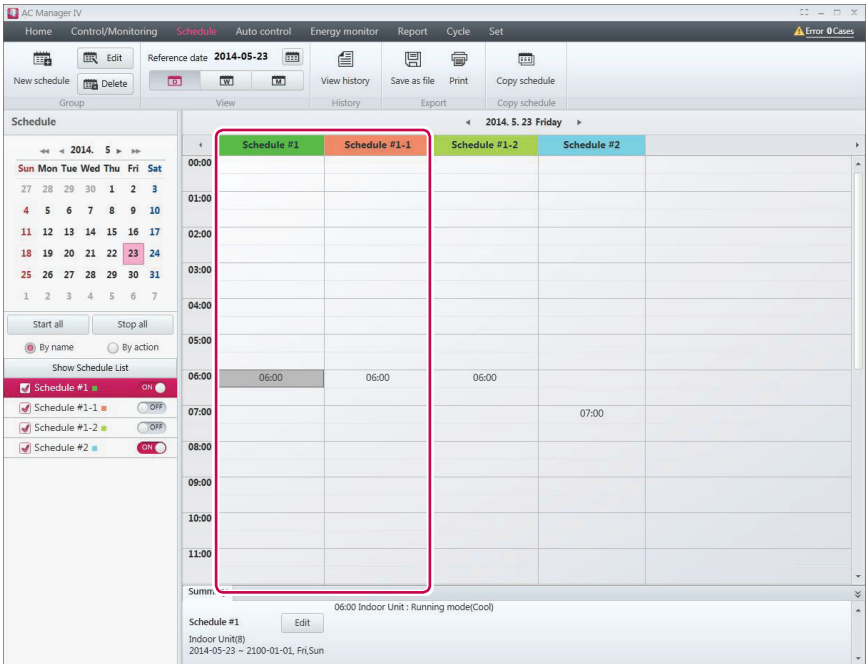 AC Manager IV
Home Control/Monitoring Schedule Auto control Energy monitor Report Cycle Set Error 0 Cases
New schedule Edit Delete
Group
Reference date 2014-05-23
D W M
View
View history
History
Save as file Print
Export
Copy schedule
Copy schedule
Schedule
2014. 5
Sun Mon Tue Wed Thu Fri Sat
27 28 29 30 1 2 3
4 5 6 7 8 9 10
11 12 13 14 15 16 17
18 19 20 21 22 23 24
25 26 27 28 29 30 31
1 2 3 4 5 6 7
Start all Stop all
By name By action
Show Schedule List
Schedule #1 ON
Schedule #1-1 OFF
Schedule #1-2 OFF
Schedule #2 ON
2014. 5. 23 Friday
Schedule #1 Schedule #1-1 Schedule #1-2 Schedule #2
00:00
01:00
02:00
03:00
04:00
05:00
06:00 06:00 06:00 06:00
07:00 07:00
08:00
09:00
10:00
11:00
06:00 Indoor Unit : Running mode(Cool)
Schedule #1 Edit
Indoor Unit(8)
2014-05-23 ~ 2100-01-01, Fri,Sun